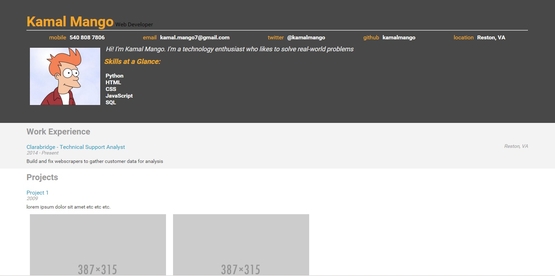 Kamal Mango Web Developer
mobile 540 808 7806 email kamal.mango7@gmail.com twitter @kamalmango github kamalmango location Reston, VA
Hi! I'm Kamal Mango. I'm a technology enthusiast who likes to solve real-world problems
Skills at a Glance:
Python
HTML
CSS
JavaScript
SQL
Work Experience
Clarabridge - Technical Support Analyst
Reston, VA
2014 - Present
Build and fix webscrapers to gather customer data for analysis
Projects
Project 1
2009
lorem ipsum dolor sit amet etc etc etc.
387×315 387×315